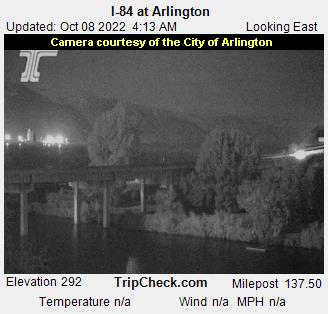 I-84 at Arlington
Updated: Oct 08 2022 4:13 AM Looking East
Camera courtesy of the City of Arlington
Elevation 292 TripCheck.com Milepost 137.50
Temperature n/a Wind n/a MPH n/a